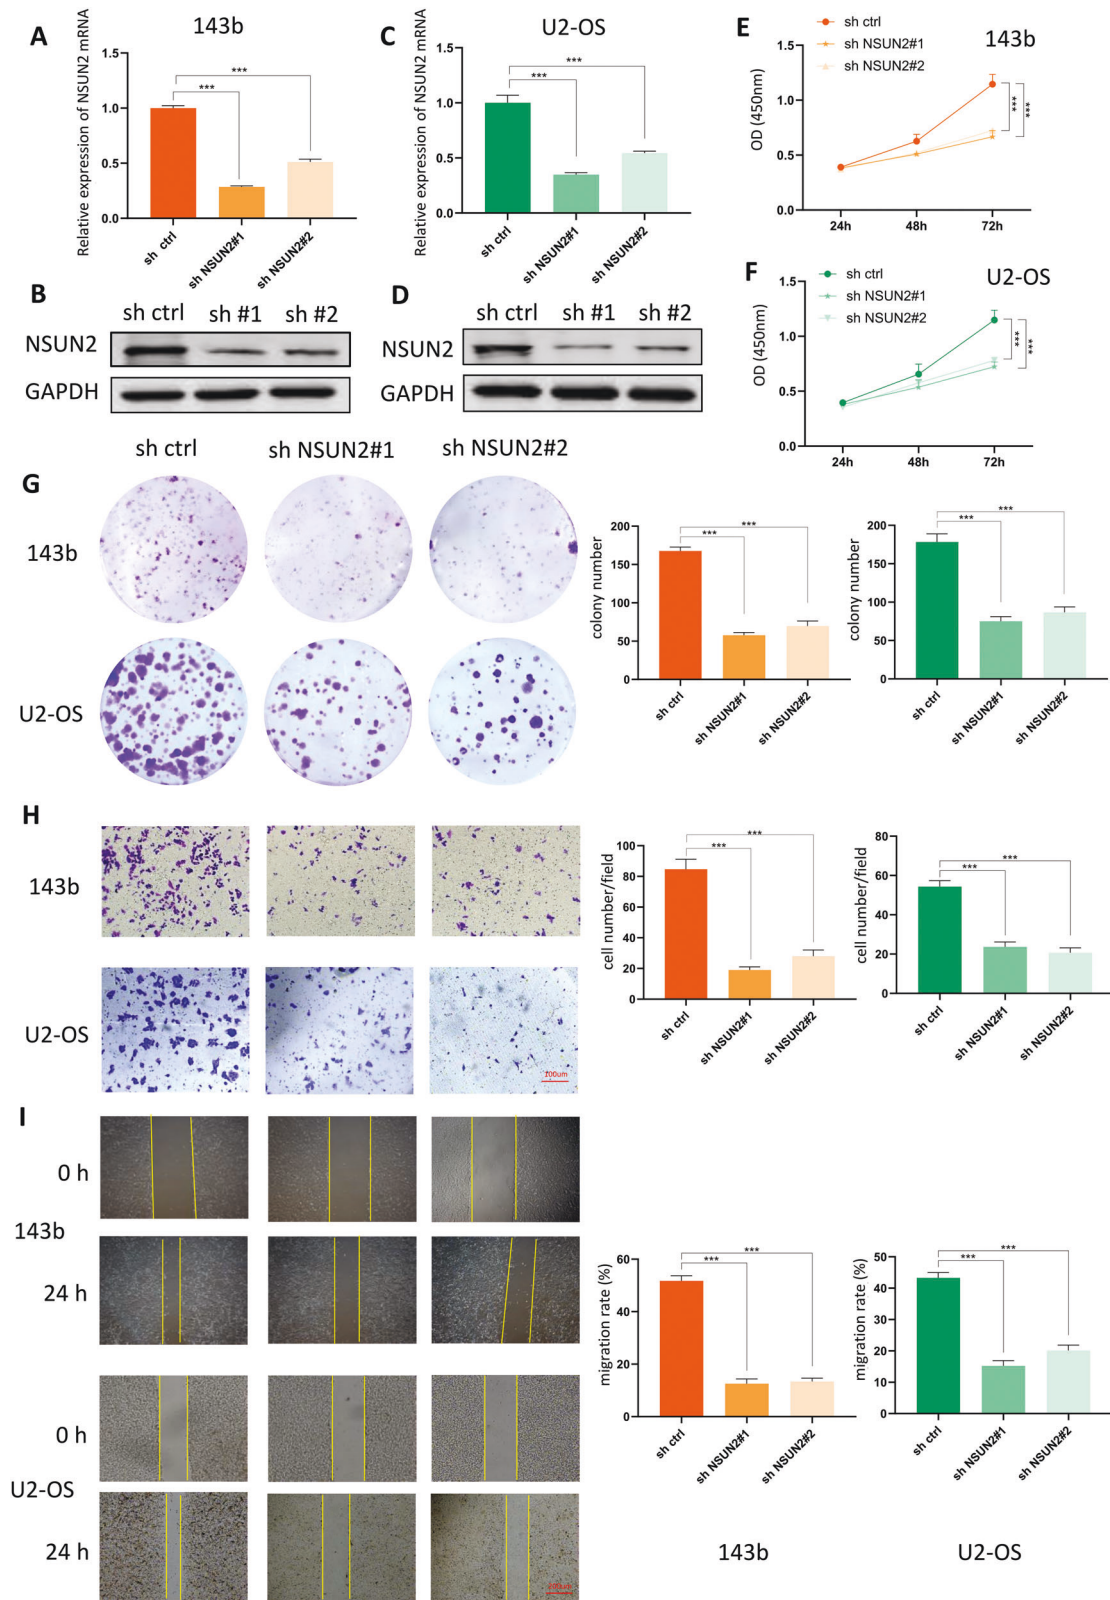 A
143b
Relative expression of NSUN2 mRNA
1.5
1.0
0.5
0.0
***
***
sh ctrl
sh NSUN2#1
sh NSUN2#2
C
U2-OS
Relative expression of NSUN2 mRNA
1.5
1.0
0.5
0.0
***
***
sh ctrl
sh NSUN2#1
sh NSUN2#2
E
sh ctrl
sh NSUN2#1
sh NSUN2#2
143b
OD (450nm)
1.5
1.0
0.5
0.0
***
***
24h
48h
72h
B
sh ctrl sh #1 sh #2
NSUN2
GAPDH
D
sh ctrl sh #1 sh #2
NSUN2
GAPDH
F
sh ctrl
sh NSUN2#1
sh NSUN2#2
U2-OS
OD (450nm)
1.5
1.0
0.5
0.0
***
***
24h
48h
72h
G
sh ctrl
sh NSUN2#1
sh NSUN2#2
143b
U2-OS
colony number
200
150
100
50
0
***
***
sh ctrl
sh NSUN2#1
sh NSUN2#2
colony number
200
150
100
50
0
***
***
sh ctrl
sh NSUN2#1
sh NSUN2#2
H
143b
U2-OS
100um
cell number/field
100
80
60
40
20
0
***
***
sh ctrl
sh NSUN2#1
sh NSUN2#2
cell number/field
80
60
40
20
0
***
***
sh ctrl
sh NSUN2#1
sh NSUN2#2
I
0 h
143b
24 h
0 h
U2-OS
24 h
200um
migration rate (%)
60
40
20
0
***
***
sh ctrl
sh NSUN2#1
sh NSUN2#2
143b
migration rate (%)
50
40
30
20
10
0
***
***
sh ctrl
sh NSUN2#1
sh NSUN2#2
U2-OS